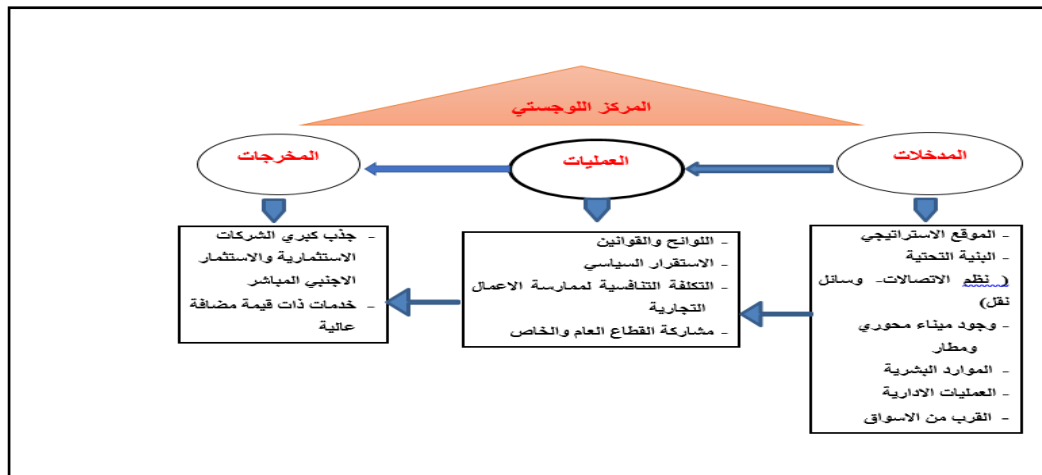 المركز اللوجستي
المدخلات
العمليات
المخرجات
- الموقع الاستراتيجي
- البنية التحتية
( نظم الاتصالات- وسائل
نقل)
- وجود ميناء محوري
ومطار
- الموارد البشرية
- العمليات الادارية
- القرب من الاسواق
- اللوائح والقوانين
- الاستقرار السياسي
- التكلفة التنافسية لممارسة الاعمال
التجارية
- مشاركة القطاع العام والخاص
- جذب كبري الشركات
الاستثمارية والاستثمار
الاجنبي المباشر
- خدمات ذات قيمة مضافة
عالية